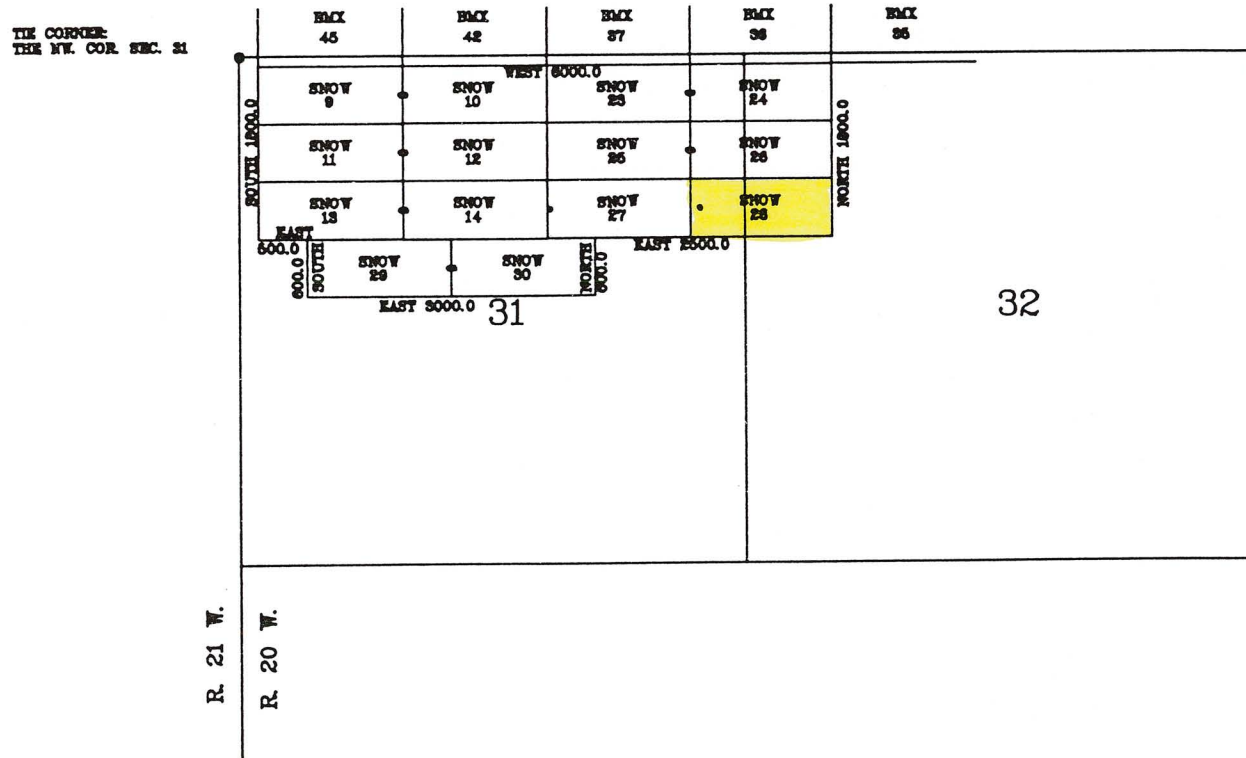 TIE CORNER:
THE NW. COR. SEC. 31
BMX
45
BMX
42
BMX
37
BMX
36
BMX
35
WEST 6000.0
SOUTH 1800.0
NORTH 1800.0
SNOW
9
SNOW
10
SNOW
23
SNOW
24
SNOW
11
SNOW
12
SNOW
25
SNOW
26
SNOW
13
SNOW
14
SNOW
27
SNOW
28
EAST
500.0
EAST 2500.0
600.0
SOUTH
SNOW
29
SNOW
30
NORTH
600.0
EAST 3000.0
31
32
R. 21 W.
R. 20 W.